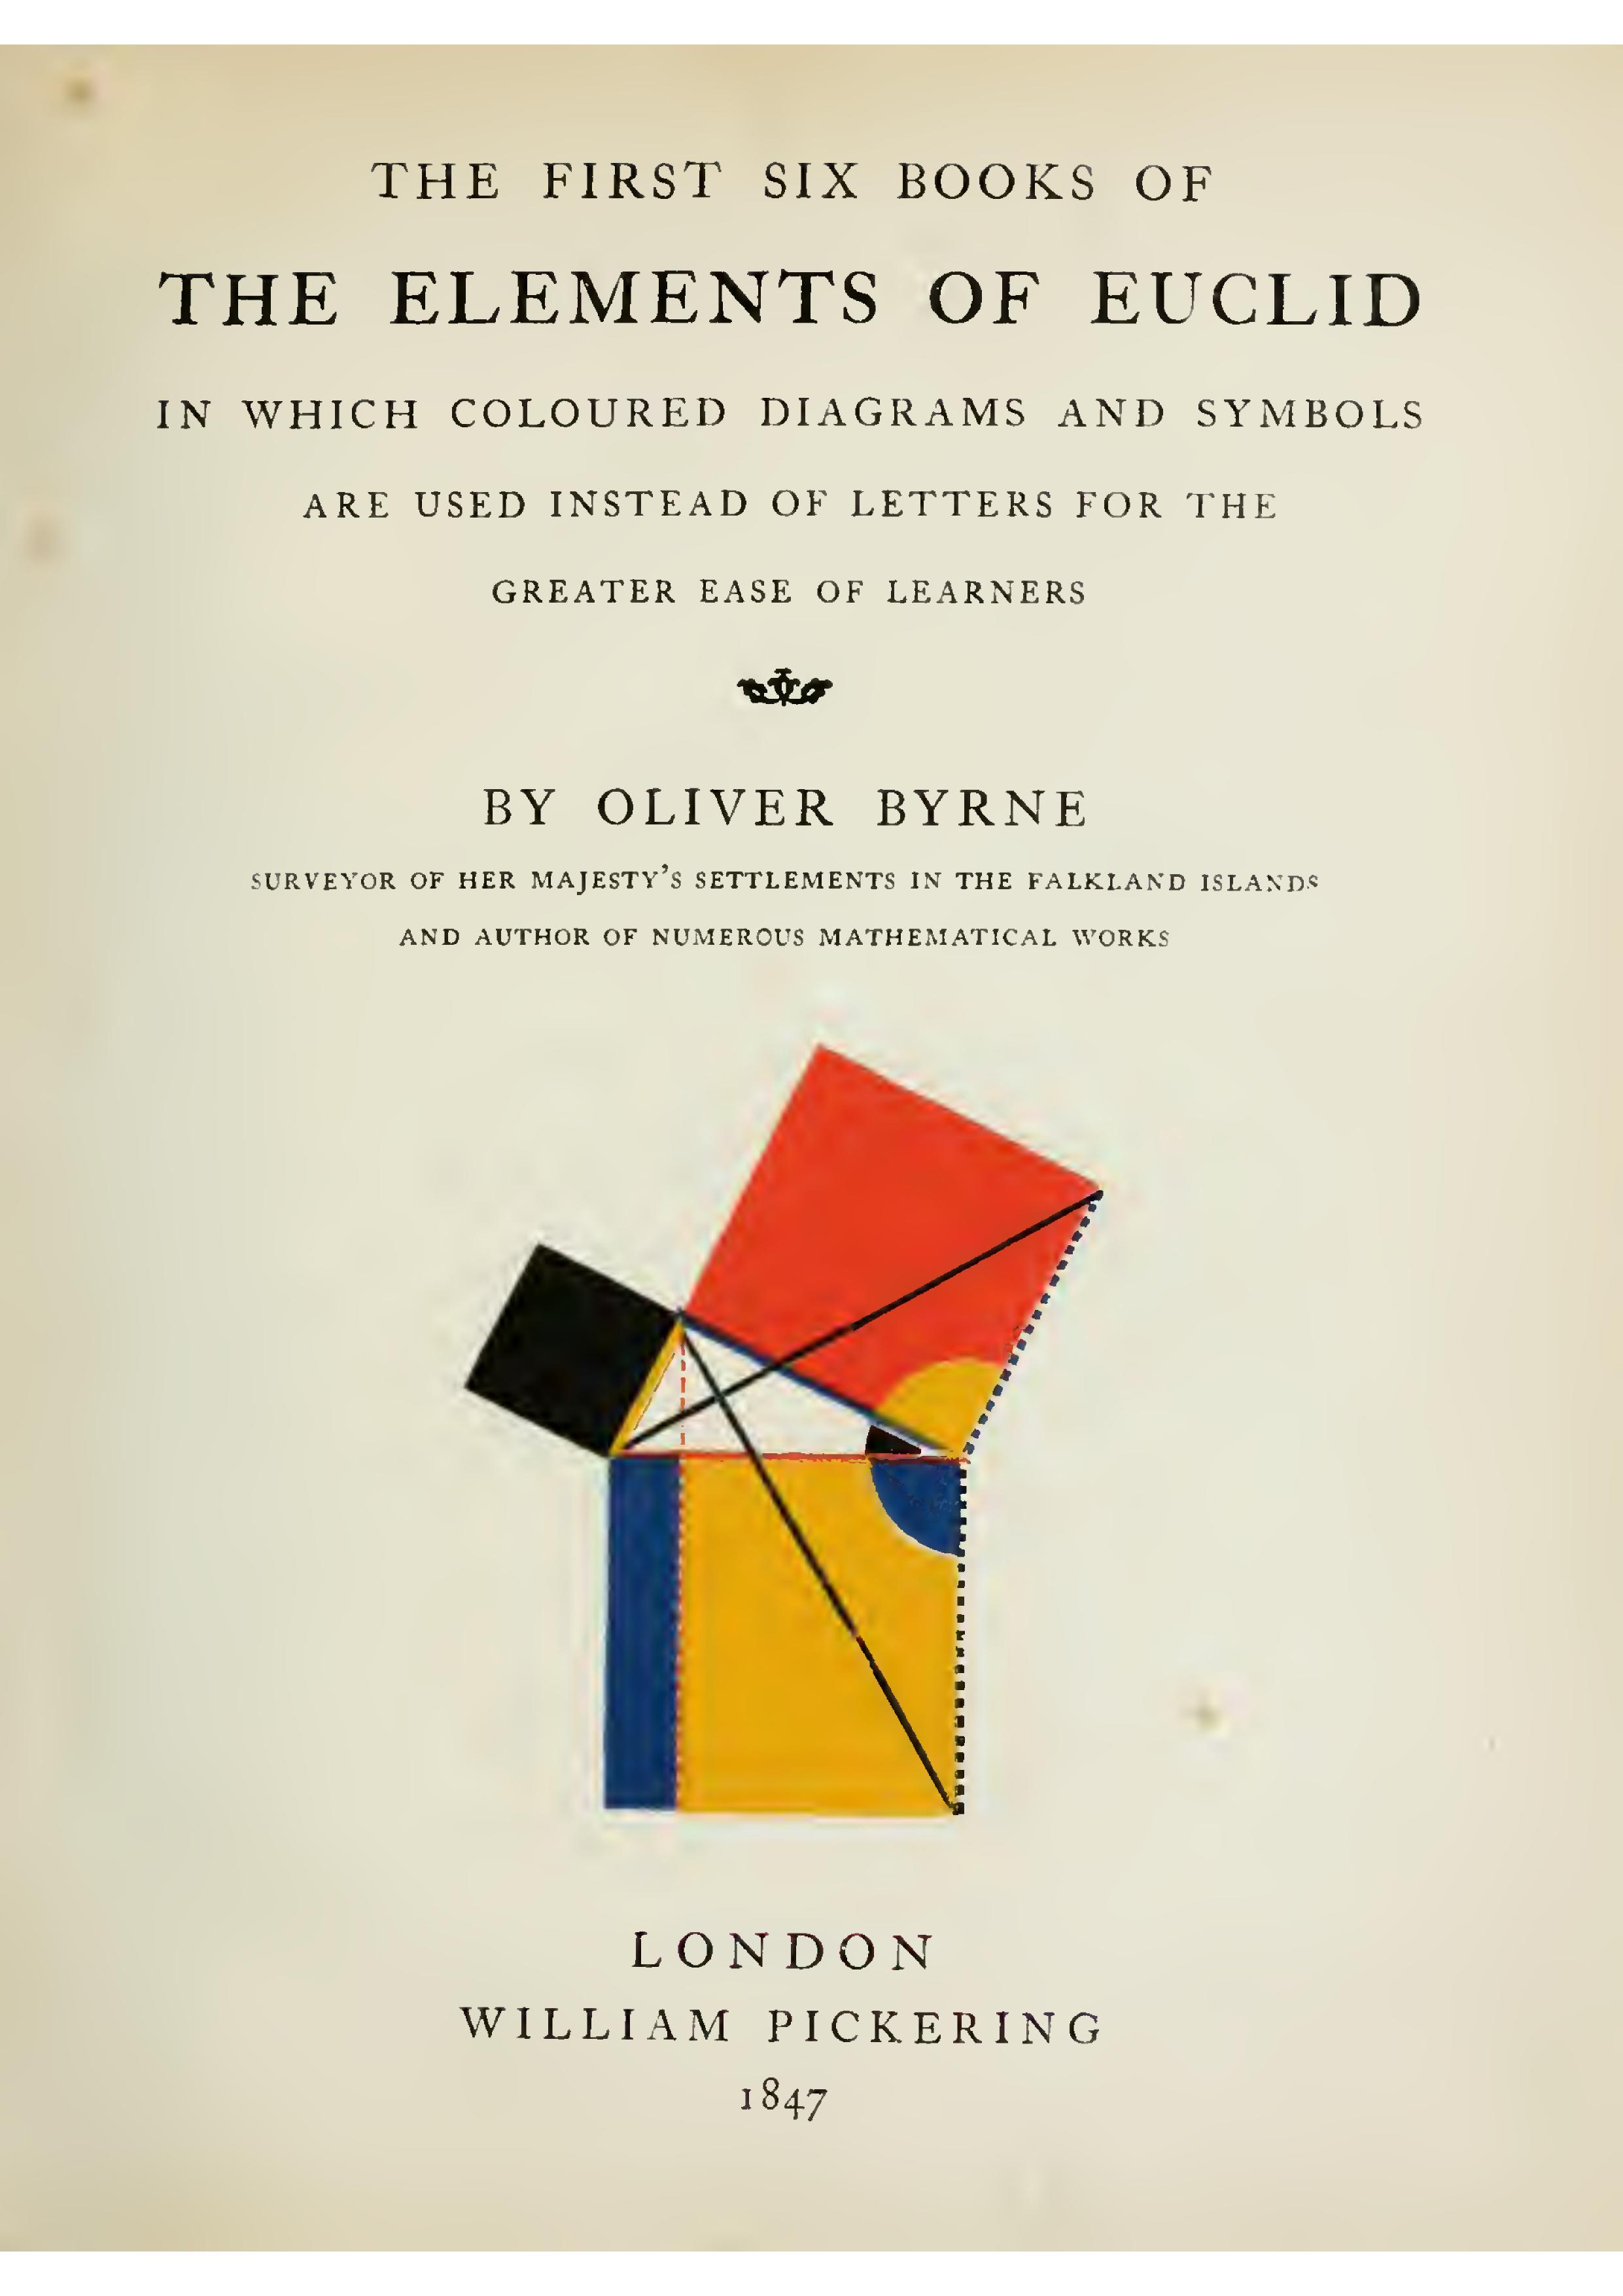 THE FIRST SIX BOOKS OF
THE ELEMENTS OF EUCLID
IN WHICH COLOURED DIAGRAMS AND SYMBOLS
ARE USED INSTEAD OF LETTERS FOR THE
GREATER EASE OF LEARNERS
BY OLIVER BYRNE
SURVEYOR OF HER MAJESTY'S SETTLEMENTS IN THE FALKLAND ISLANDS
AND AUTHOR OF NUMEROUS MATHEMATICAL WORKS
LONDON
WILLIAM PICKERING
1847